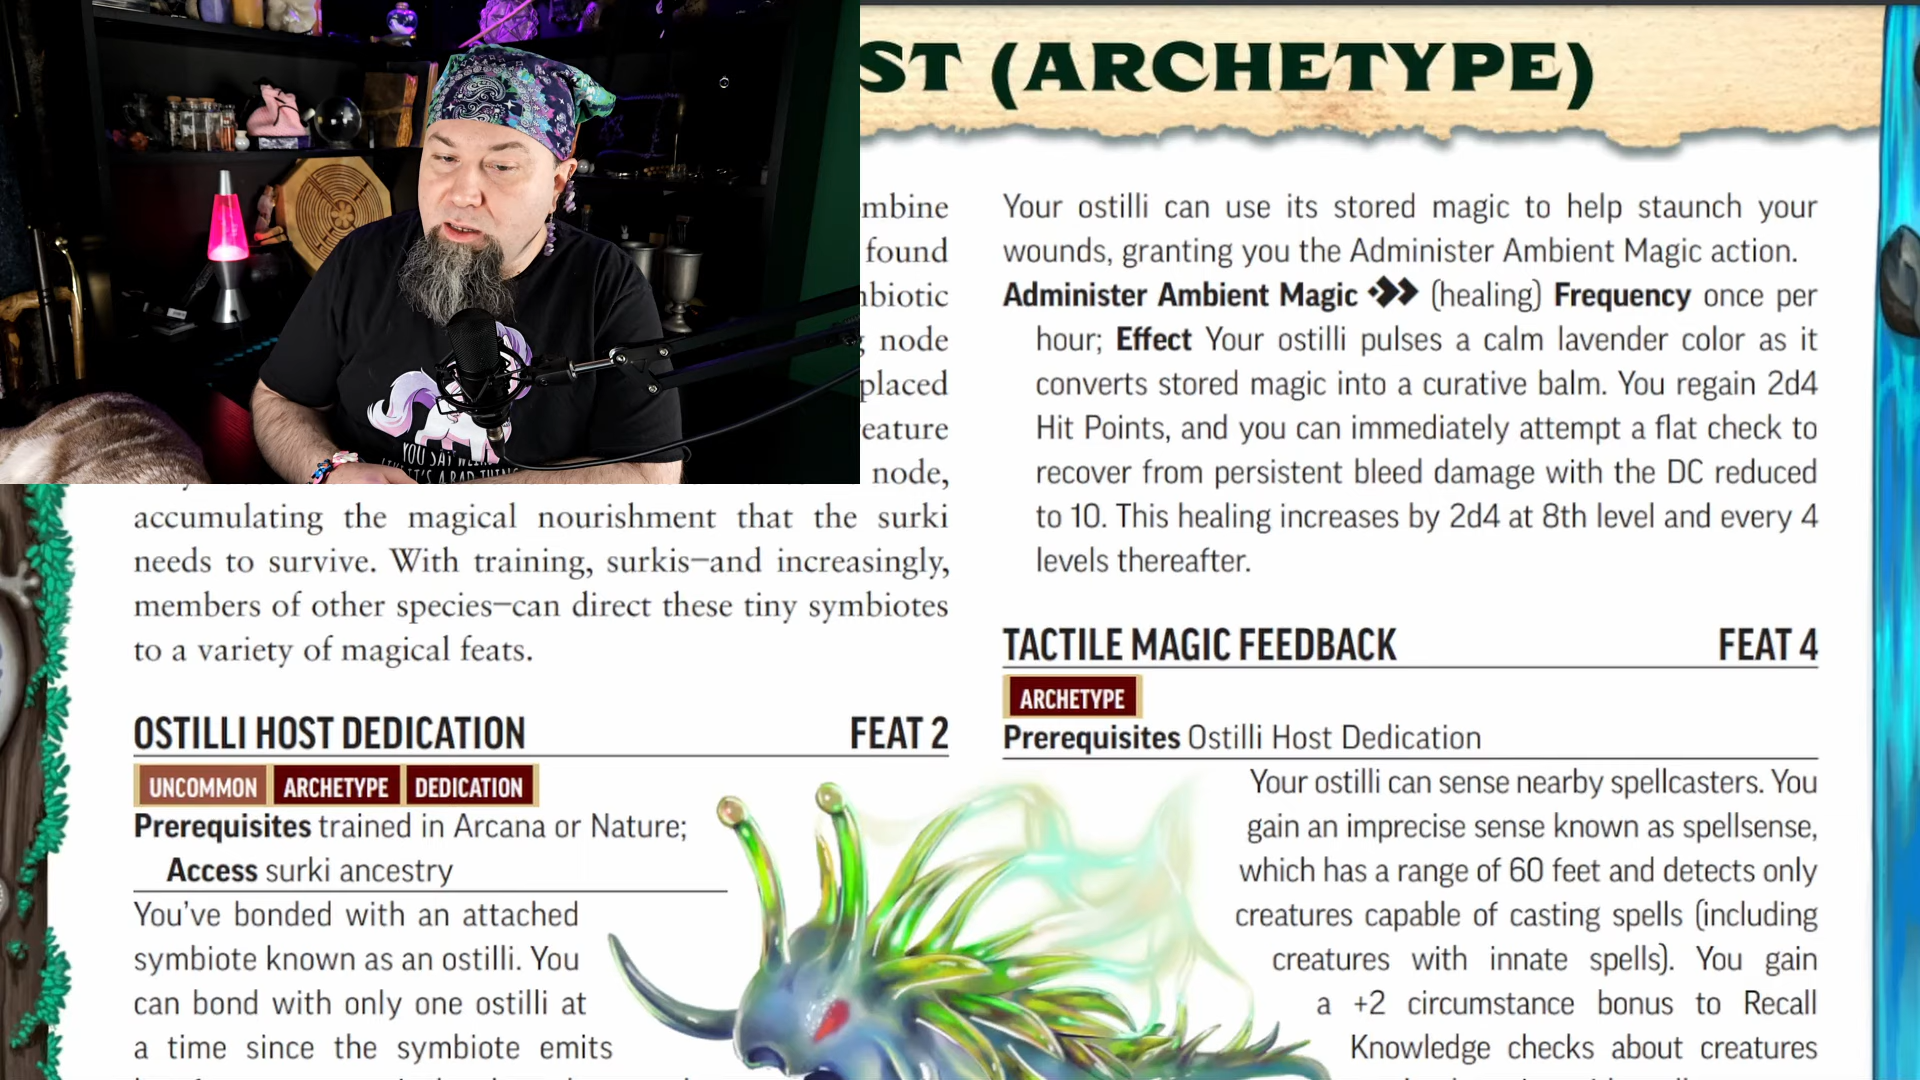 ST (ARCHETYPE)
YOU SAY
IT'S A BAD
found
node
placed
node,
accumulating the magical nourishment that the surki
needs to survive. With training, surkis—and increasingly,
members of other species—can direct these tiny symbiotes
to a variety of magical feats.
OSTILLI HOST DEDICATION FEAT 2
UNCOMMON ARCHETYPE DEDICATION
Prerequisites trained in Arcana or Nature;
Access surki ancestry
You've bonded with an attached
symbiote known as an ostilli. You
can bond with only one ostilli at
a time since the symbiote emits
Your ostilli can use its stored magic to help staunch your
wounds, granting you the Administer Ambient Magic action.
Administer Ambient Magic (healing) Frequency once per
hour; Effect Your ostilli pulses a calm lavender color as it
converts stored magic into a curative balm. You regain 2d4
Hit Points, and you can immediately attempt a flat check to
recover from persistent bleed damage with the DC reduced
to 10. This healing increases by 2d4 at 8th level and every 4
levels thereafter.
TACTILE MAGIC FEEDBACK FEAT 4
ARCHETYPE
Prerequisites Ostilli Host Dedication
Your ostilli can sense nearby spellcasters. You
gain an imprecise sense known as spellsense,
which has a range of 60 feet and detects only
creatures capable of casting spells (including
creatures with innate spells). You gain
a +2 circumstance bonus to Recall
Knowledge checks about creatures